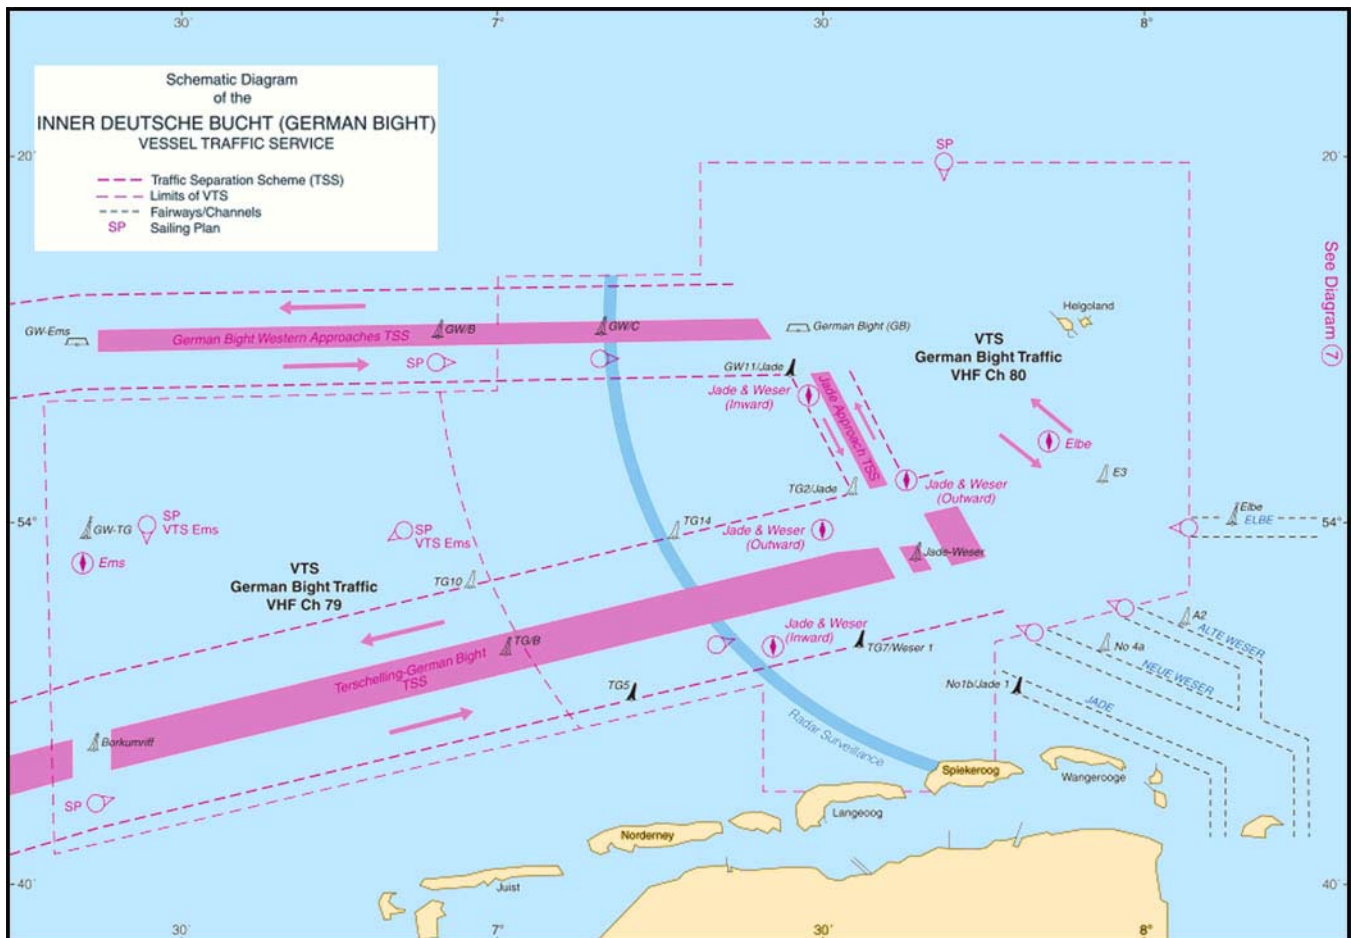 30´
7°
30´
8°
Schematic Diagram
of the
INNER DEUTSCHE BUCHT (GERMAN BIGHT)
VESSEL TRAFFIC SERVICE
Traffic Separation Scheme (TSS)
Limits of VTS
Fairways/Channels
SP Sailing Plan
20´
SP
20´
See Diagram 7
GW-Ems
German Bight Western Approaches TSS
GW/B
GW/C
German Bight (GB)
Helgoland
VTS
German Bight Traffic
VHF Ch 80
SP
GW11/Jade
Jade & Weser
(Inward)
Jade Approach TSS
Elbe
E3
TG2/Jade
Jade & Weser
(Outward)
GW-TG
SP
VTS Ems
SP
VTS Ems
TG14
Jade & Weser
(Outward)
Elbe
ELBE
54°
54°
Ems
VTS
German Bight Traffic
VHF Ch 79
TG10
Jade-Weser
Jade & Weser
(Inward)
TG/B
TG7/Weser 1
A2
ALTE WESER
No 4a
NEUE WESER
Terschelling-German Bight
TSS
TG5
No1b/Jade 1
JADE
Radar Surveillance
Borkumriff
SP
Spiekeroog
Wangerooge
Langeoog
Norderney
Juist
40´
40´
30´
7°
30´
8°